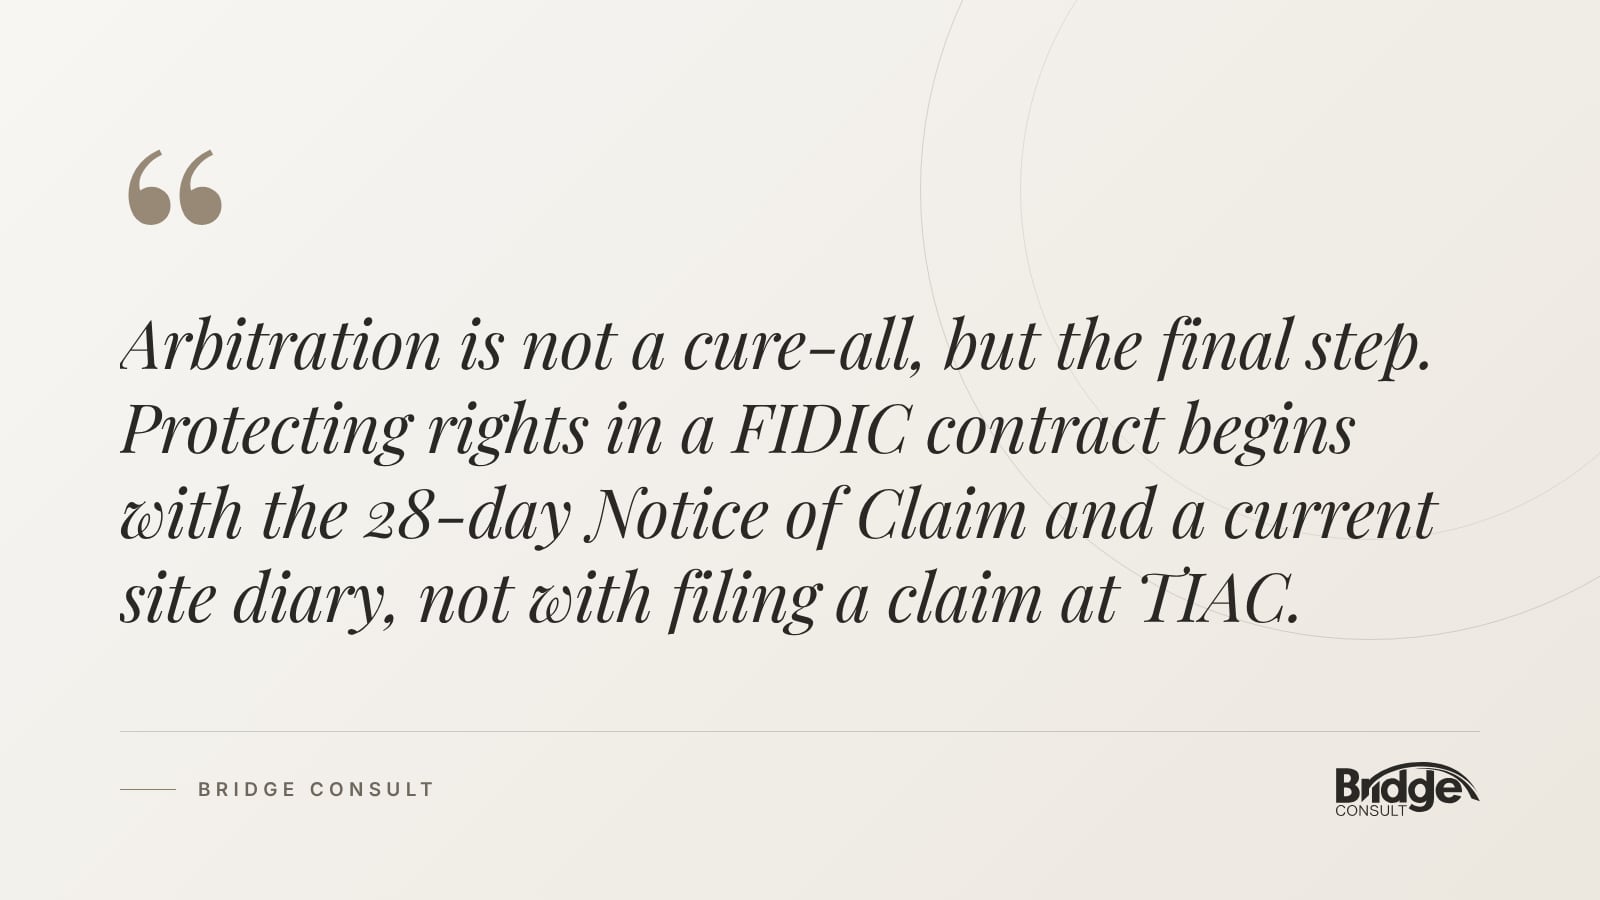 “
Arbitration is not a cure-all, but the final step.
Protecting rights in a FIDIC contract begins
with the 28-day Notice of Claim and a current
site diary, not with filing a claim at TIAC.
BRIDGE CONSULT
Bridge
CONSULT